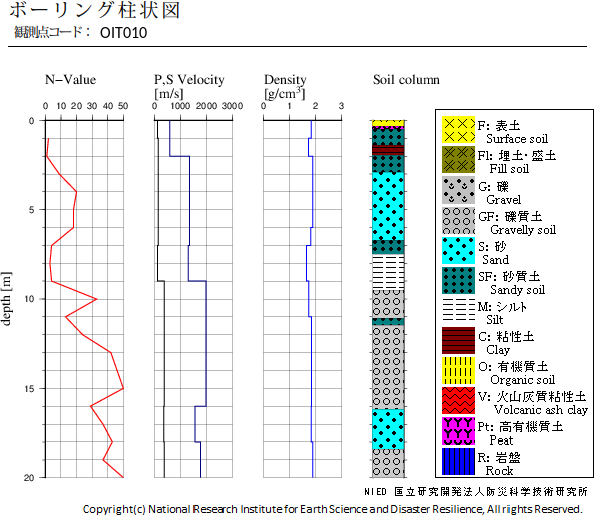 ボーリング柱状図
観測点コード： OIT010
N−Value
P,S Velocity
[m/s]
Density
[g/cm³]
Soil column
0 10 20 30 40 50
0 1000 2000 3000
0 1 2 3
depth [m]
0
5
10
15
20
F: 表土
Surface soil
Fl: 埋土・盛土
Fill soil
G: 礫
Gravel
GF: 礫質土
Gravelly soil
S: 砂
Sand
SF: 砂質土
Sandy soil
M: シルト
Silt
C: 粘性土
Clay
O: 有機質土
Organic soil
V: 火山灰質粘性土
Volcanic ash clay
Pt: 高有機質土
Peat
R: 岩盤
Rock
NIED 国立研究開発法人防災科学技術研究所
Copyright(c) National Research Institute for Earth Science and Disaster Resilience, All rights Reserved.